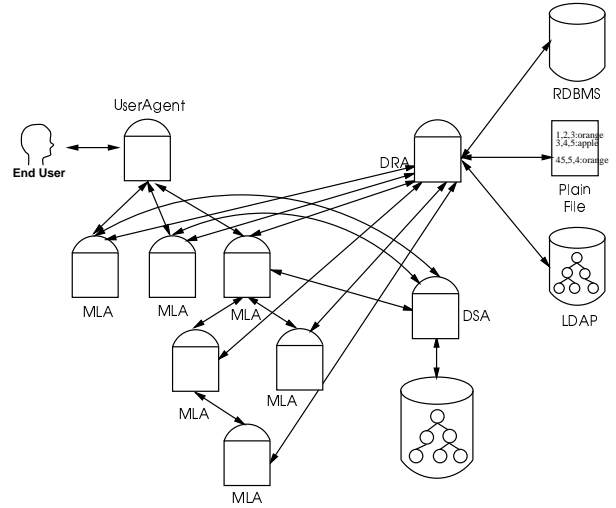 RDBMS
UserAgent
1,2,3:orange
3,4,5:apple
45,5,4:orange
End User
DRA
Plain
File
MLA
MLA
MLA
DSA
LDAP
MLA
MLA
MLA